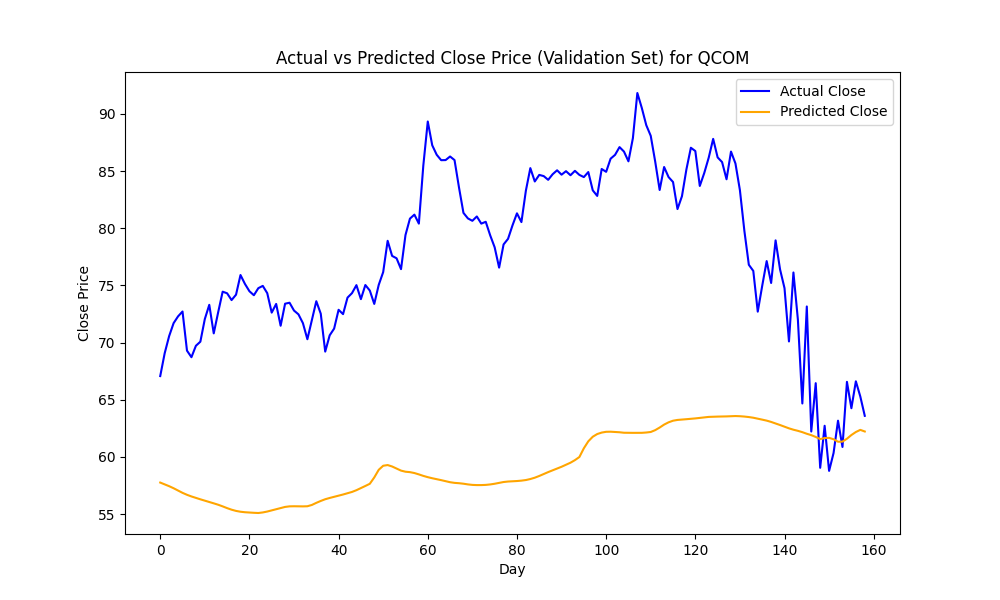 Actual vs Predicted Close Price (Validation Set) for QCOM
Actual Close
Predicted Close
Close Price
90
85
80
75
70
65
60
55
0 20 40 60 80 100 120 140 160
Day